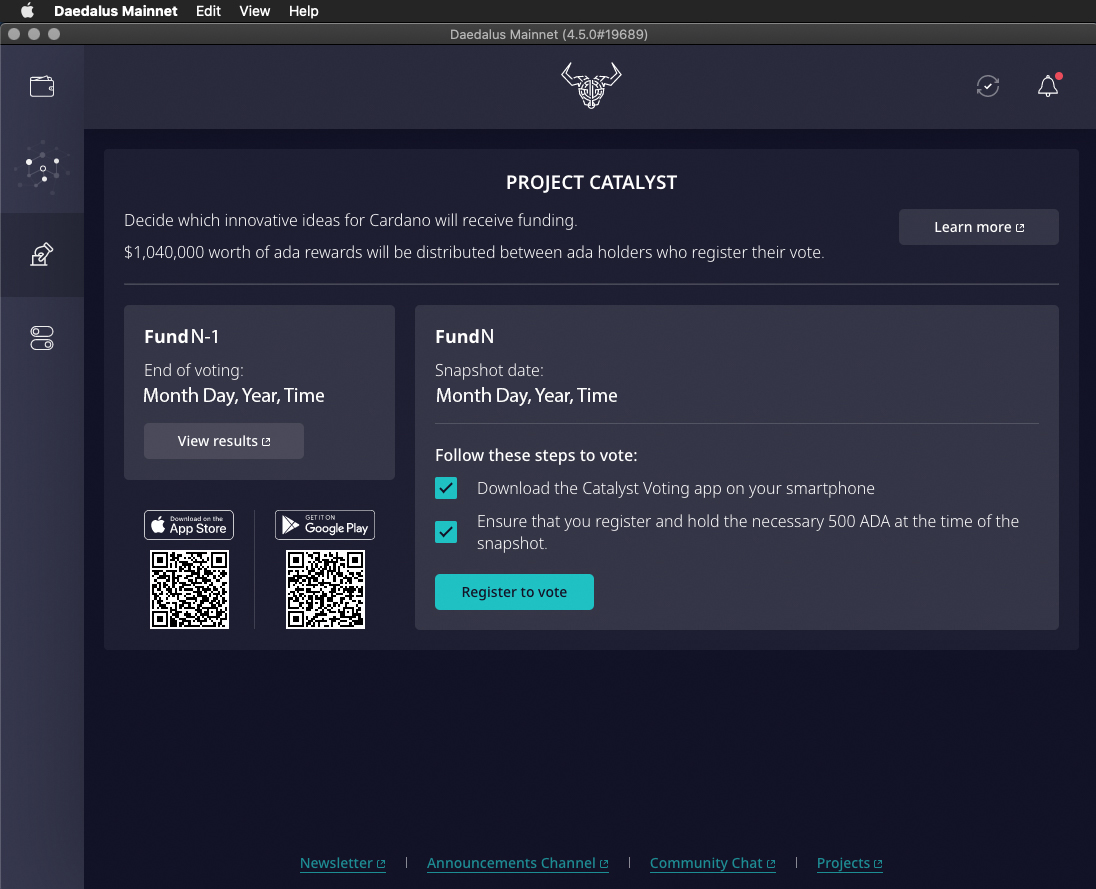 Daedalus Mainnet Edit View Help
Daedalus Mainnet (4.5.0#19689)
PROJECT CATALYST
Decide which innovative ideas for Cardano will receive funding.
$1,040,000 worth of ada rewards will be distributed between ada holders who register their vote.
Learn more
Fund N-1
End of voting:
Month Day, Year, Time
View results
Download on the
App Store
GET IT ON
Google Play
Fund N
Snapshot date:
Month Day, Year, Time
Follow these steps to vote:
Download the Catalyst Voting app on your smartphone
Ensure that you register and hold the necessary 500 ADA at the time of the
snapshot.
Register to vote
Newsletter | Announcements Channel | Community Chat | Projects